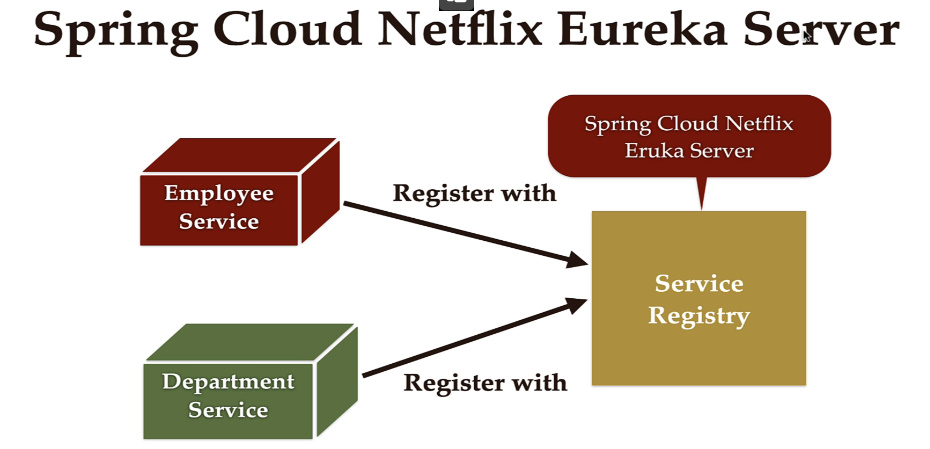 Spring Cloud Netflix Eureka Server
Spring Cloud Netflix
Eruka Server
Employee
Service
Register with
Service
Registry
Department
Service
Register with